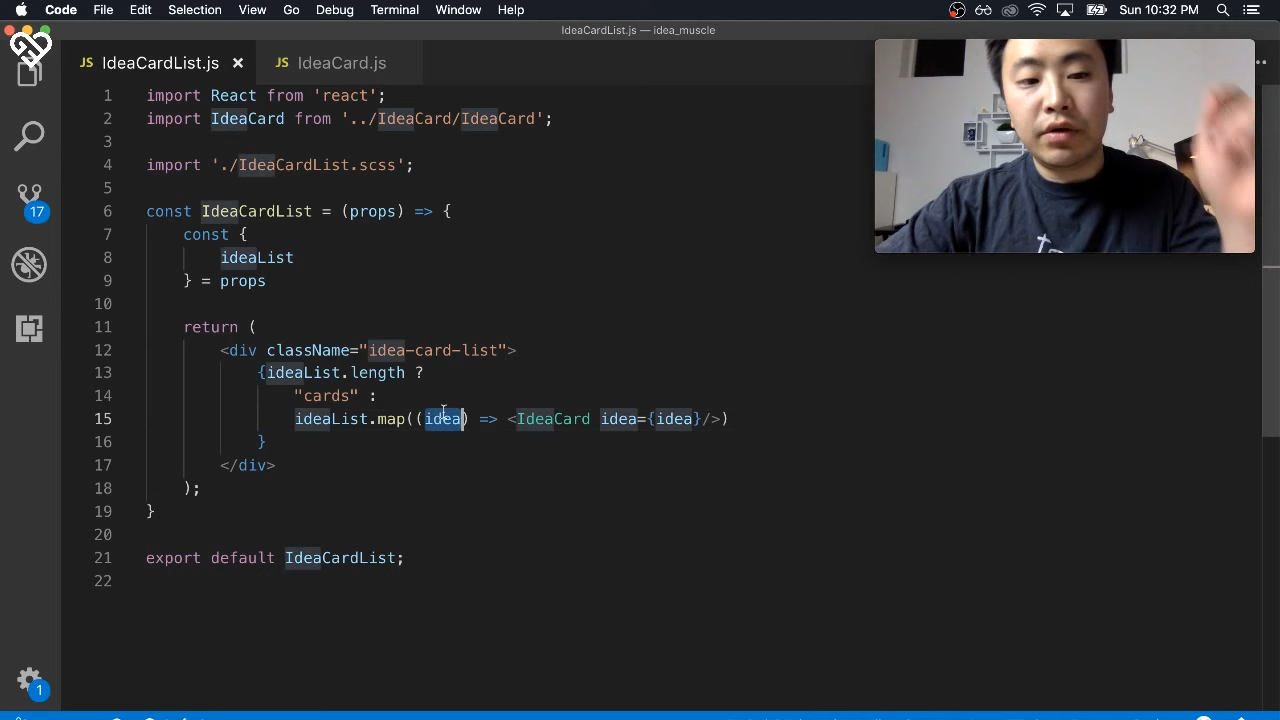 Code File Edit Selection View Go Debug Terminal Window Help Sun 10:32 PM
IdeaCardList.js — idea_muscle
JS IdeaCardList.js × JS IdeaCard.js
1 import React from 'react';
2 import IdeaCard from '../IdeaCard/IdeaCard';
3
4 import './IdeaCardList.scss';
5
6 const IdeaCardList = (props) => {
7 const {
8 ideaList
9 } = props
10
11 return (
12 <div className="idea-card-list">
13 {ideaList.length ?
14 "cards" :
15 ideaList.map((idea) => <IdeaCard idea={idea}/>)
16 }
17 </div>
18 );
19 }
20
21 export default IdeaCardList;
22
17
1